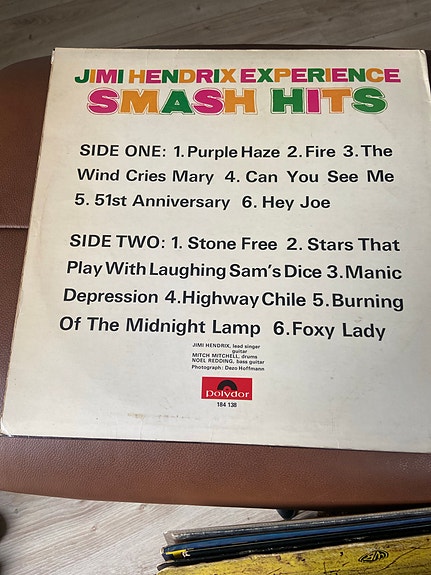 JIMI HENDRIX EXPERIENCE
SMASH HITS
SIDE ONE: 1. Purple Haze 2. Fire 3. The
Wind Cries Mary 4. Can You See Me
5. 51st Anniversary 6. Hey Joe
SIDE TWO: 1. Stone Free 2. Stars That
Play With Laughing Sam's Dice 3. Manic
Depression 4. Highway Chile 5. Burning
Of The Midnight Lamp 6. Foxy Lady
JIMI HENDRIX, lead singer
guitar
MITCH MITCHELL, drums
NOEL REDDING, bass guitar
Photograph: Dezo Hoffmann
polydor
184 138